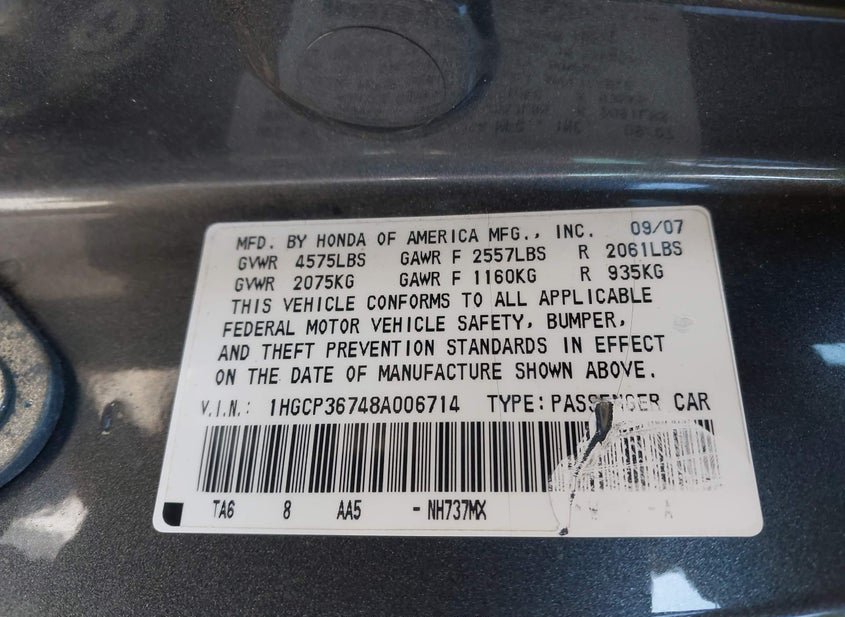 MFD. BY HONDA OF AMERICA MFG., INC. 09/07
GVWR 4575LBS GAWR F 2557LBS R 2061LBS
GVWR 2075KG GAWR F 1160KG R 935KG
THIS VEHICLE CONFORMS TO ALL APPLICABLE
FEDERAL MOTOR VEHICLE SAFETY, BUMPER,
AND THEFT PREVENTION STANDARDS IN EFFECT
ON THE DATE OF MANUFACTURE SHOWN ABOVE.
V.I.N.: 1HGCP36748A006714 TYPE: PASSENGER CAR
TA6 8 AA5 -NH737MX -A